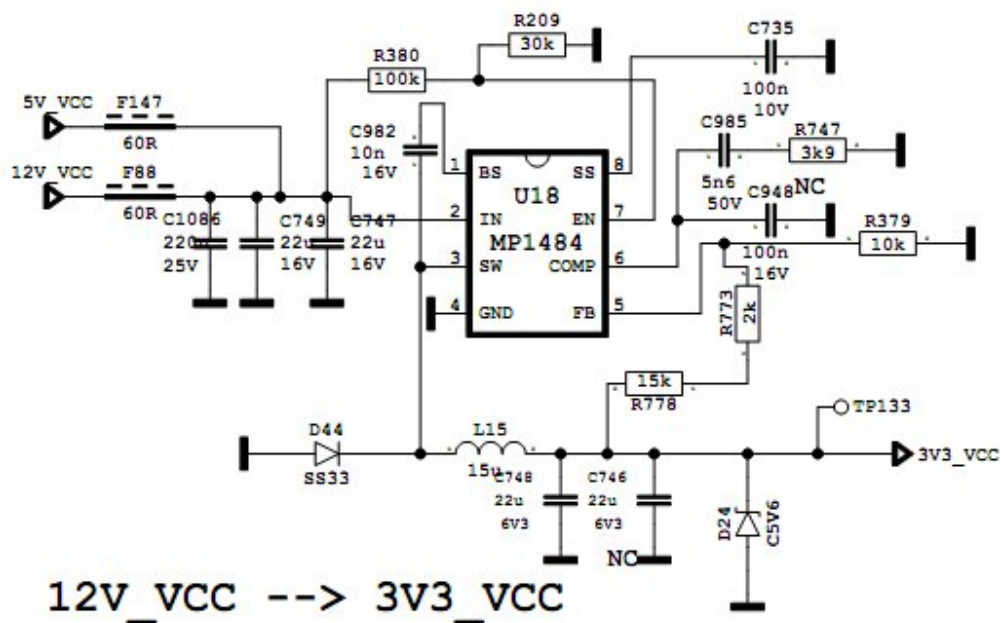 R209
30k
C735
100n
10V
R380
100k
5V_VCC
F147
60R
C982
10n
16V
C985
5n6
50V
R747
3k9
12V_VCC
F88
60R
1
BS
SS
8
U18
NC
C948
100n
16V
R379
10k
C1086
25V
C749
22u
16V
C747
22u
16V
2
IN
EN
7
MP1484
3
SW
COMP
6
4
GND
FB
5
R773
2k
15k
R778
TP133
D44
SS33
L15
15u
C748
22u
6V3
C746
22u
6V3
NC
3V3_VCC
D24
C5V6
12V_VCC --> 3V3_VCC